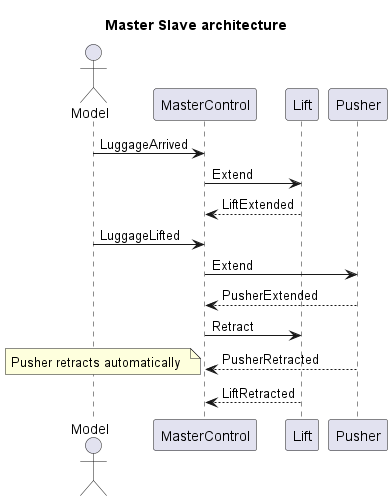 Master Slave architecture
Model
MasterControl
Lift
Pusher
LuggageArrived
Extend
LiftExtended
LuggageLifted
Extend
PusherExtended
Retract
Pusher retracts automatically
PusherRetracted
LiftRetracted
Model
MasterControl
Lift
Pusher